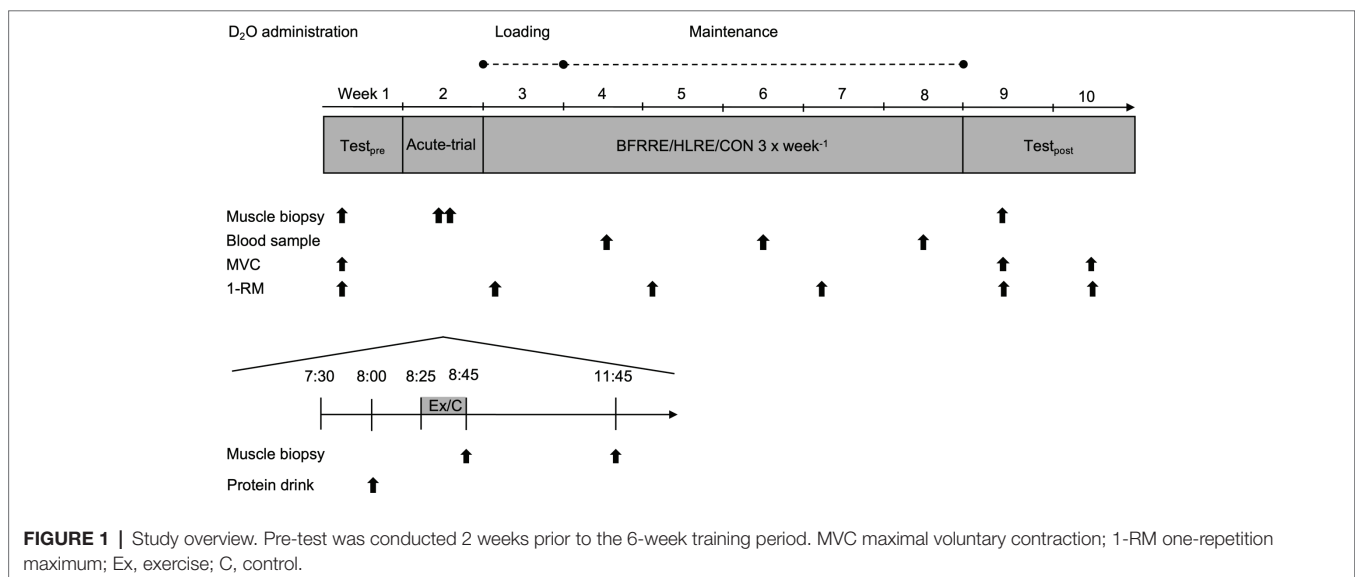 D₂O administration Loading Maintenance
Week 1 2 3 4 5 6 7 8 9 10
Testpre Acute-trial BFRRE/HLRE/CON 3 x week⁻¹ Testpost
Muscle biopsy
Blood sample
MVC
1-RM
7:30 8:00 8:25 8:45 11:45
Ex/C
Muscle biopsy
Protein drink
FIGURE 1 | Study overview. Pre-test was conducted 2 weeks prior to the 6-week training period. MVC maximal voluntary contraction; 1-RM one-repetition
maximum; Ex, exercise; C, control.